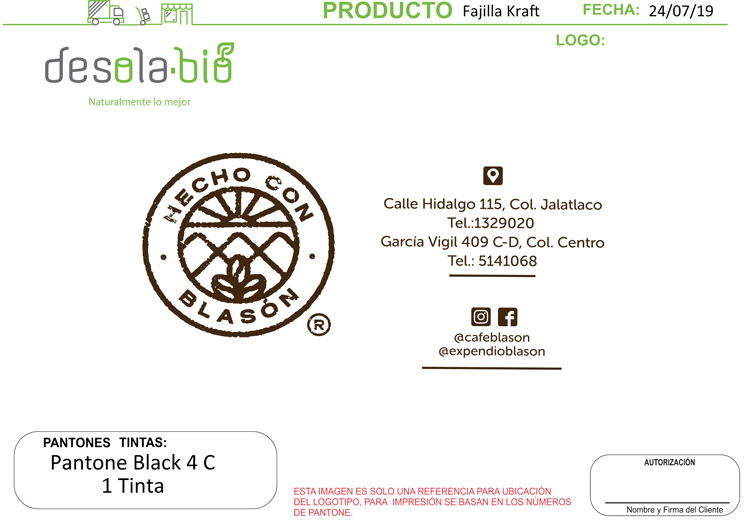 PRODUCTO Fajilla Kraft FECHA: 24/07/19
LOGO:
desola·bio
Naturalmente lo mejor
HECHO CON
BLASÓN
®
Calle Hidalgo 115, Col. Jalatlaco
Tel.:1329020
García Vigil 409 C-D, Col. Centro
Tel.: 5141068
@cafeblason
@expendioblason
PANTONES TINTAS:
Pantone Black 4 C
1 Tinta
ESTA IMAGEN ES SOLO UNA REFERENCIA PARA UBICACIÓN
DEL LOGOTIPO, PARA IMPRESIÓN SE BASAN EN LOS NÚMEROS
DE PANTONE.
AUTORIZACIÓN
Nombre y Firma del Cliente